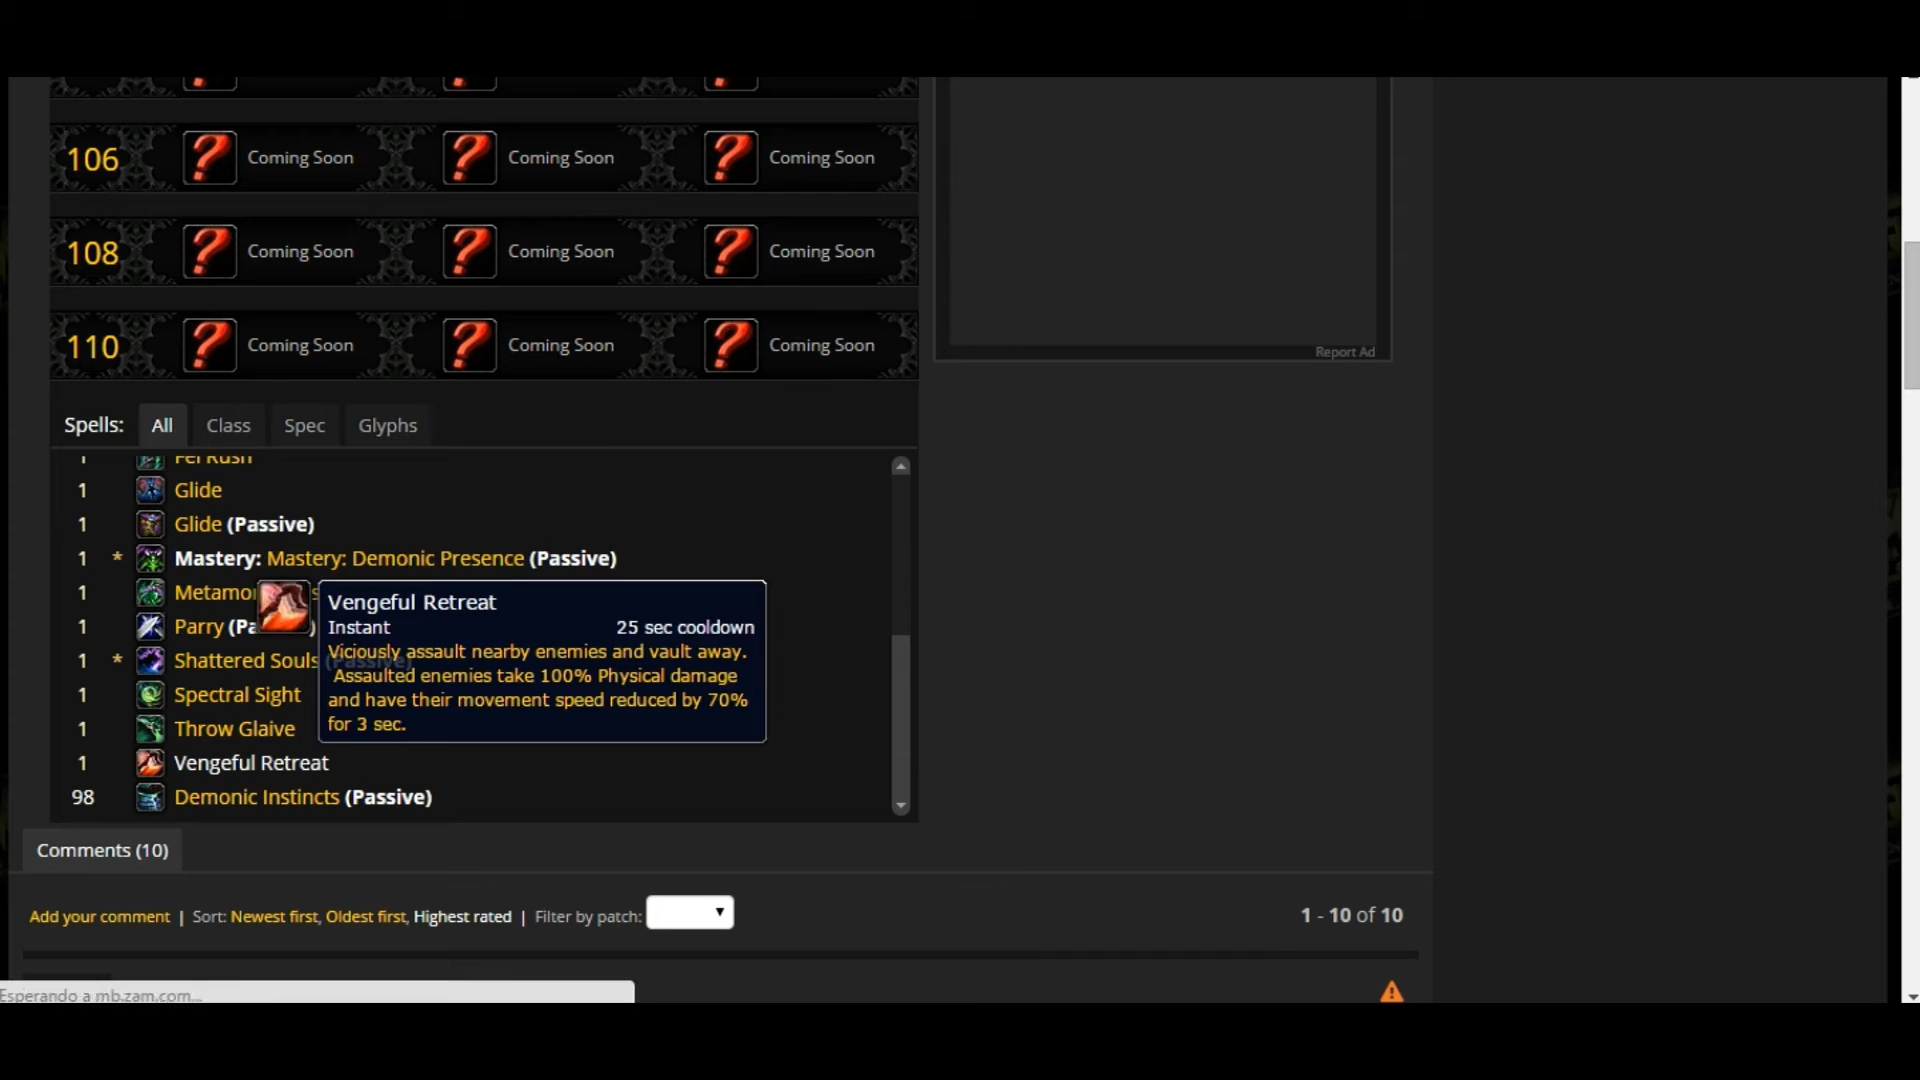 106 Coming Soon Coming Soon Coming Soon
108 Coming Soon Coming Soon Coming Soon
110 Coming Soon Coming Soon Coming Soon
Report Ad
Spells: All Class Spec Glyphs
1 Fel Rush
1 Glide
1 Glide (Passive)
1 * Mastery: Mastery: Demonic Presence (Passive)
1 Metamo s
1 Parry (Pa )
1 * Shattered Souls (Passive)
1 Spectral Sight
1 Throw Glaive
1 Vengeful Retreat
98 Demonic Instincts (Passive)
Vengeful Retreat
Instant 25 sec cooldown
Viciously assault nearby enemies and vault away.
Assaulted enemies take 100% Physical damage
and have their movement speed reduced by 70%
for 3 sec.
Comments (10)
Add your comment | Sort: Newest first, Oldest first, Highest rated | Filter by patch: 1 - 10 of 10
Esperando a mb.zam.com...